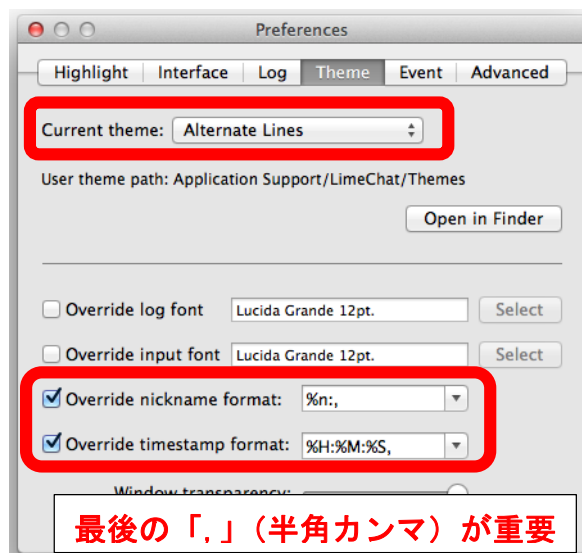 Preferences
Highlight Interface Log Theme Event Advanced
Current theme: Alternate Lines
User theme path: Application Support/LimeChat/Themes
Open in Finder
Override log font Lucida Grande 12pt. Select
Override input font Lucida Grande 12pt. Select
Override nickname format: %n:,
Override timestamp format: %H:%M:%S,
Window transparency:
最後の「,」(半角カンマ)が重要